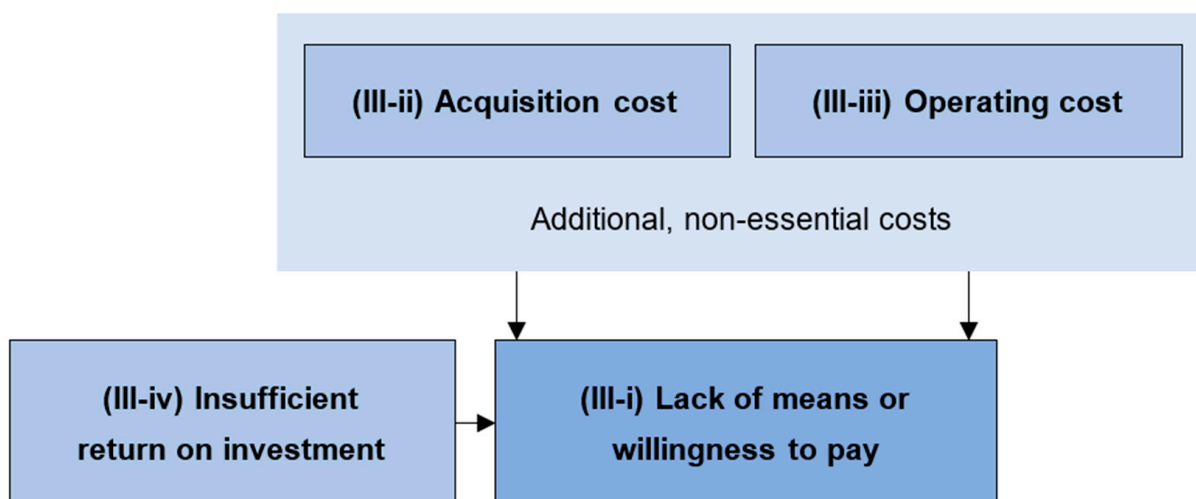 (III-ii) Acquisition cost
(III-iii) Operating cost
Additional, non-essential costs
(III-iv) Insufficient
return on investment
(III-i) Lack of means or
willingness to pay